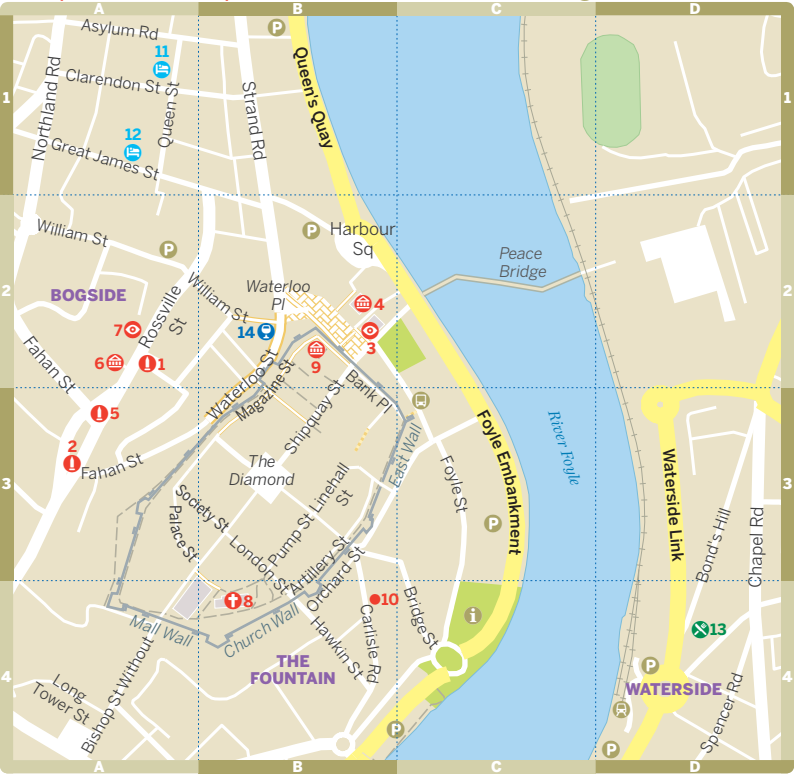 A
B
C
D
Asylum Rd
P
11
Clarendon St
Queen St
Northland Rd
Strand Rd
Queen's Quay
1
1
12
Great James St
William St
P
P
Harbour
Sq
Peace
Bridge
BOGSIDE
Rossville
St
William St
Waterloo
Pl
4
2
2
7
14
3
6
1
9
Fahan St
Waterloo St
Magazine St
Bank Pl
Shipquay St
5
2
Fahan St
The
Diamond
East Wall
Foyle St
Foyle Embankment
River Foyle
Waterside Link
Bond's Hill
Chapel Rd
3
3
Society St
Palace St
London St
Pump St
Linehall
St
Artillery St
Orchard St
P
8
10
Bridge St
i
13
Mall Wall
Church Wall
Hawkin St
Carlisle Rd
THE
FOUNTAIN
Long
Tower St
Bishop St Without
P
WATERSIDE
Spencer Rd
4
4
P
P
A
B
C
D